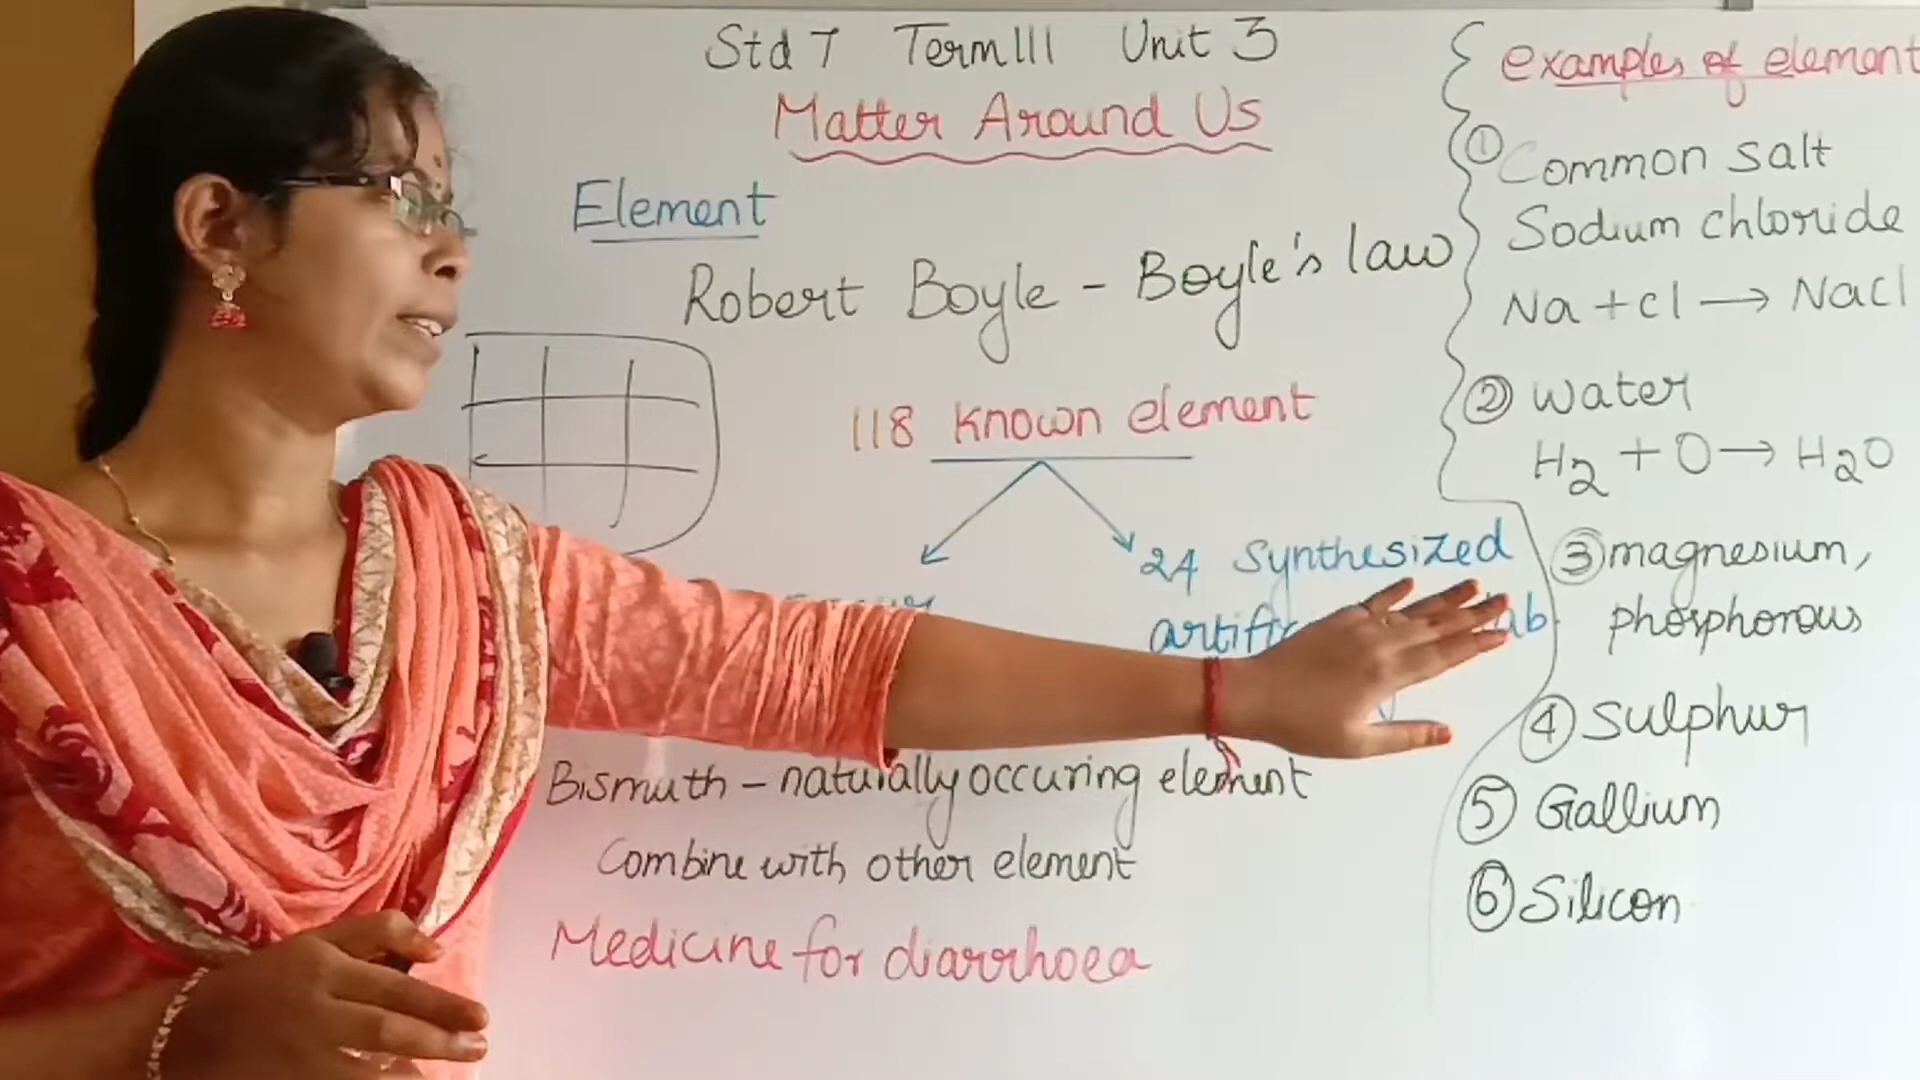 Std 7 Term III Unit 3
Matter Around Us
Element
Robert Boyle - Boyle's law
118 known element
24 synthesized
Bismuth - naturally occuring element
Combine with other element
Medicine for diarrhoea
examples of element
① Common salt
Sodium chloride
Na + cl → Nacl
② water
H2 + O → H2O
③ magnesium,
phosphorous
④ sulphur
⑤ Gallium
⑥ Silicon